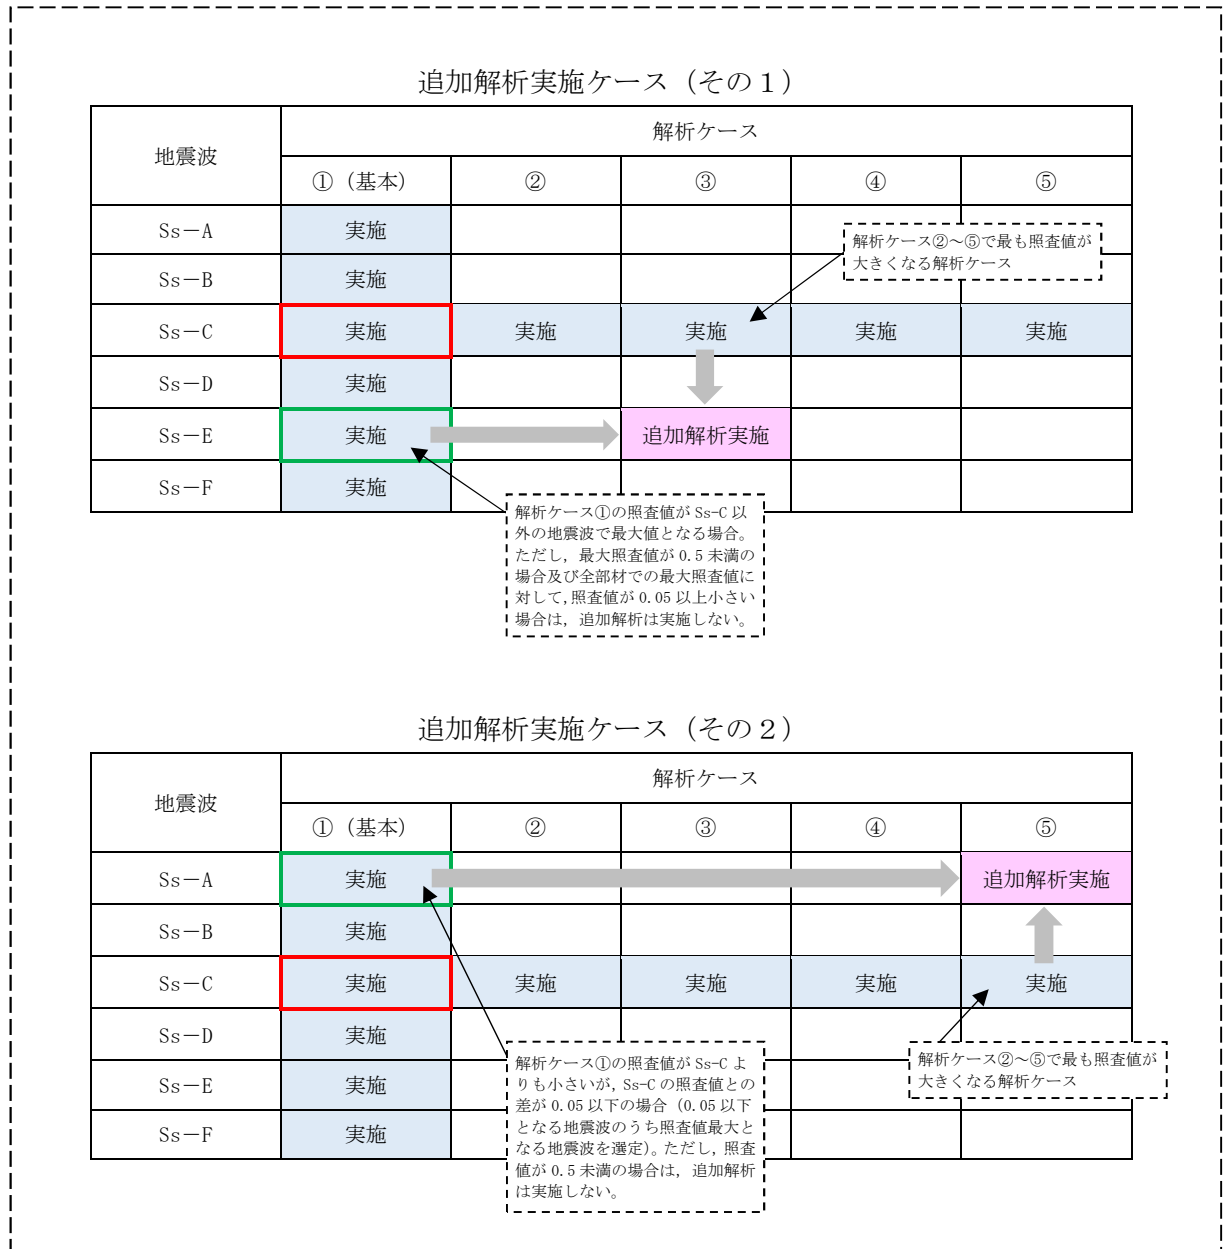 追加解析実施ケース（その１）
地震波
解析ケース
①（基本） ② ③ ④ ⑤
Ss－A 実施
解析ケース②～⑤で最も照査値が
大きくなる解析ケース
Ss－B 実施
Ss－C 実施 実施 実施 実施 実施
Ss－D 実施
Ss－E 実施 追加解析実施
Ss－F 実施
解析ケース①の照査値が Ss-C 以
外の地震波で最大値となる場合。
ただし，最大照査値が 0.5 未満の
場合及び全部材での最大照査値に
対して，照査値が 0.05 以上小さい
場合は，追加解析は実施しない。
追加解析実施ケース（その２）
地震波
解析ケース
①（基本） ② ③ ④ ⑤
Ss－A 実施 追加解析実施
Ss－B 実施
Ss－C 実施 実施 実施 実施 実施
Ss－D 実施
Ss－E 実施
Ss－F 実施
解析ケース①の照査値が Ss-C よ
りも小さいが，Ss-C の照査値との
差が 0.05 以下の場合（0.05 以下
となる地震波のうち照査値最大と
なる地震波を選定）。ただし，照査
値が 0.5 未満の場合は，追加解析
は実施しない。
解析ケース②～⑤で最も照査値が
大きくなる解析ケース